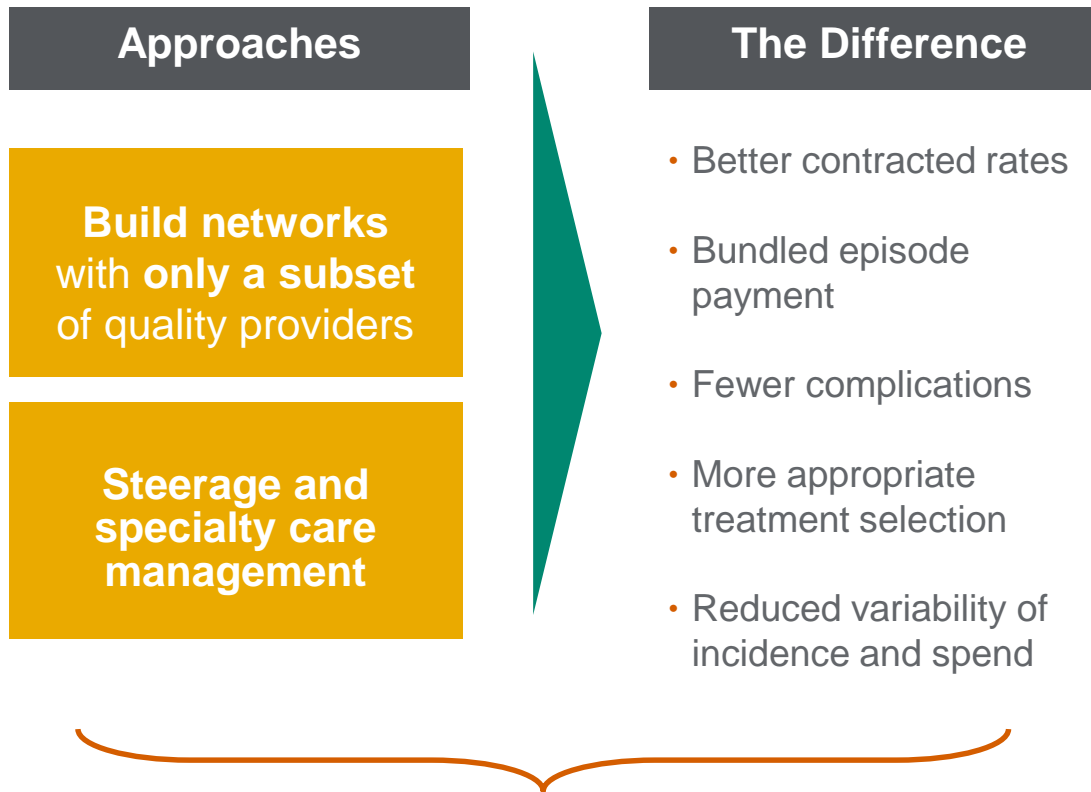 Approaches
Build networks
with only a subset
of quality providers
Steerage and
specialty care
management
The Difference
• Better contracted rates
• Bundled episode
payment
• Fewer complications
• More appropriate
treatment selection
• Reduced variability of
incidence and spend